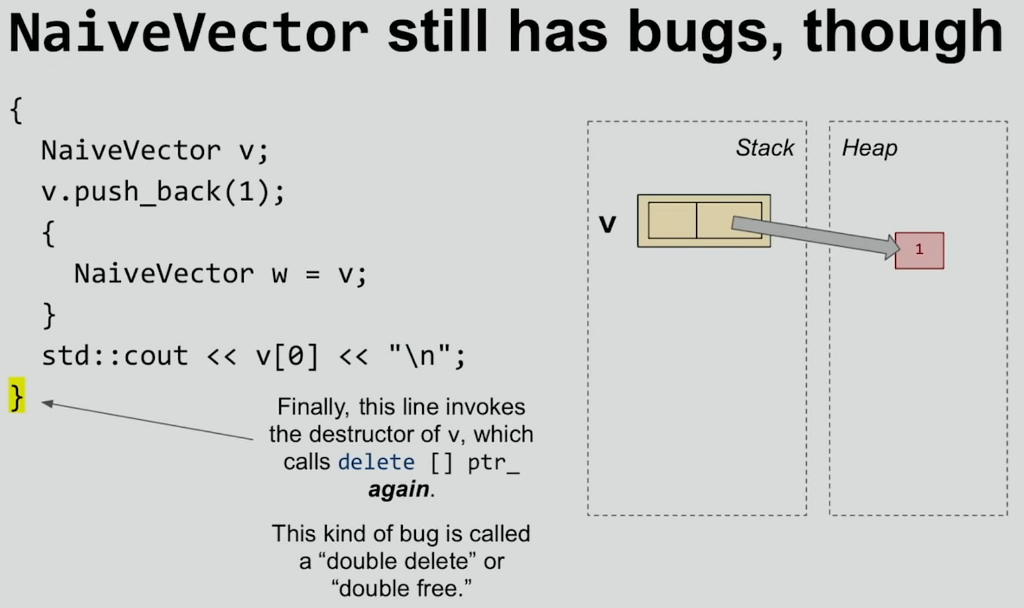 NaiveVector still has bugs, though
{
NaiveVector v;
v.push_back(1);
{
NaiveVector w = v;
}
std::cout << v[0] << "\n";
}
Finally, this line invokes
the destructor of v, which
calls delete [] ptr_
again.
This kind of bug is called
a “double delete” or
“double free.”
Stack
Heap
v
1